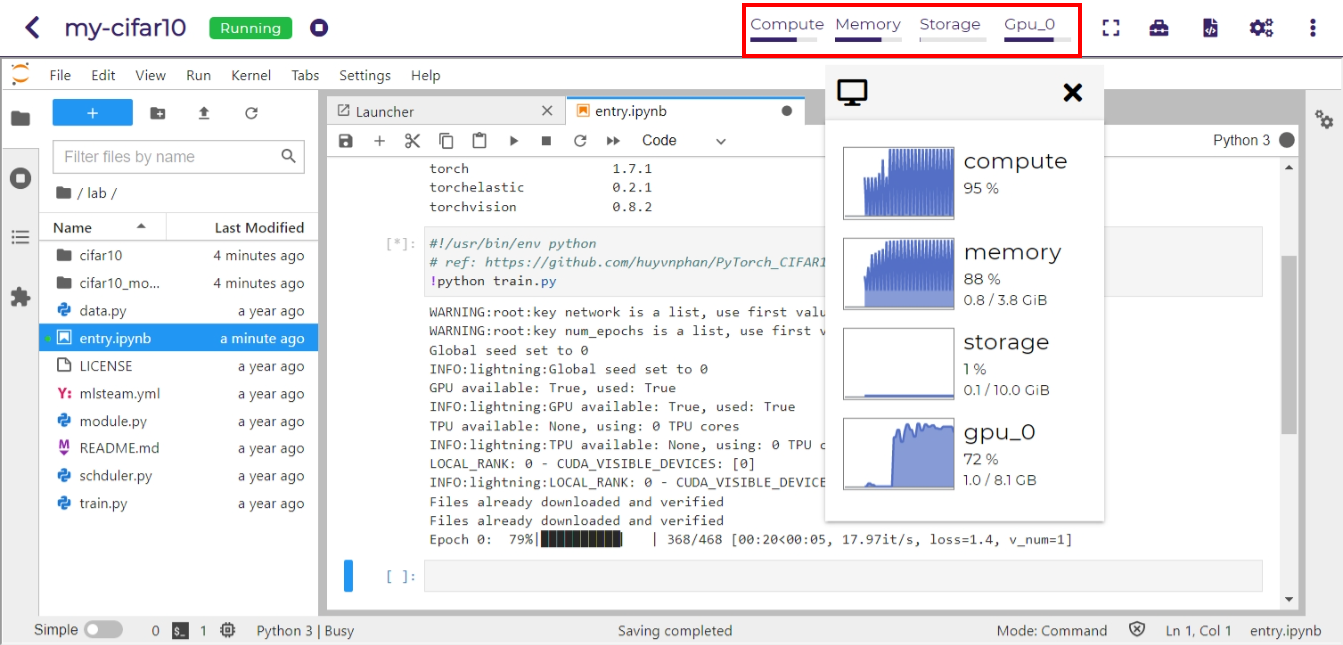 my-cifar10 Running Compute Memory Storage Gpu_0
File Edit View Run Kernel Tabs Settings Help
+
Filter files by name
/ lab /
Name Last Modified
cifar10 4 minutes ago
cifar10_mo... 4 minutes ago
data.py a year ago
entry.ipynb a minute ago
LICENSE a year ago
Y: mlsteam.yml a year ago
module.py a year ago
M README.md a year ago
schduler.py a year ago
train.py a year ago
Launcher entry.ipynb
Code Python 3
torch 1.7.1
torchelastic 0.2.1
torchvision 0.8.2
[*]: #!/usr/bin/env python
# ref: https://github.com/huyvnphan/PyTorch_CIFAR1
!python train.py
WARNING:root:key network is a list, use first valu
WARNING:root:key num_epochs is a list, use first v
Global seed set to 0
INFO:lightning:Global seed set to 0
GPU available: True, used: True
INFO:lightning:GPU available: True, used: True
TPU available: None, using: 0 TPU cores
INFO:lightning:TPU available: None, using: 0 TPU c
LOCAL_RANK: 0 - CUDA_VISIBLE_DEVICES: [0]
INFO:lightning:LOCAL_RANK: 0 - CUDA_VISIBLE_DEVICE
Files already downloaded and verified
Files already downloaded and verified
Epoch 0: 79%|██████████| | 368/468 [00:20<00:05, 17.97it/s, loss=1.4, v_num=1]
[ ]:
compute
95 %
memory
88 %
0.8 / 3.8 GiB
storage
1 %
0.1 / 10.0 GiB
gpu_0
72 %
1.0 / 8.1 GB
Simple 0 $_ 1 Python 3 | Busy Saving completed Mode: Command Ln 1, Col 1 entry.ipynb